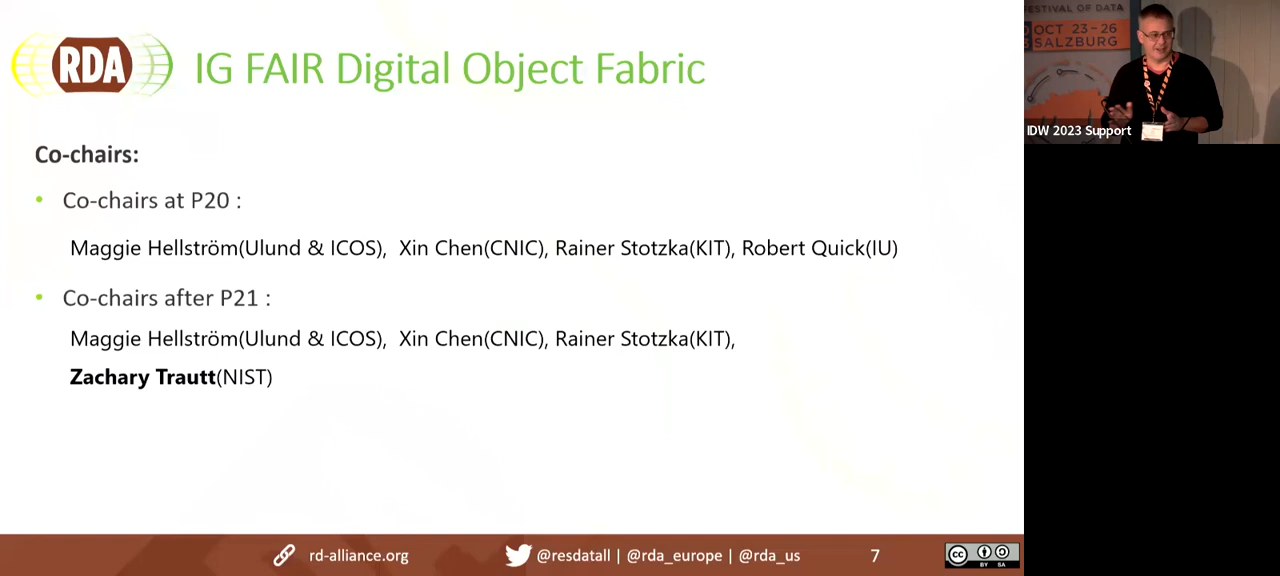 RDA
IG FAIR Digital Object Fabric
Co-chairs:
• Co-chairs at P20 :
Maggie Hellström(Ulund & ICOS),  Xin Chen(CNIC), Rainer Stotzka(KIT), Robert Quick(IU)
• Co-chairs after P21 :
Maggie Hellström(Ulund & ICOS),  Xin Chen(CNIC), Rainer Stotzka(KIT),
Zachary Trautt(NIST)
rd-alliance.org
@resdatall | @rda_europe | @rda_us
7
cc
BY SA
FESTIVAL OF DATA
OCT 23-26
SALZBURG
IDW 2023 Support